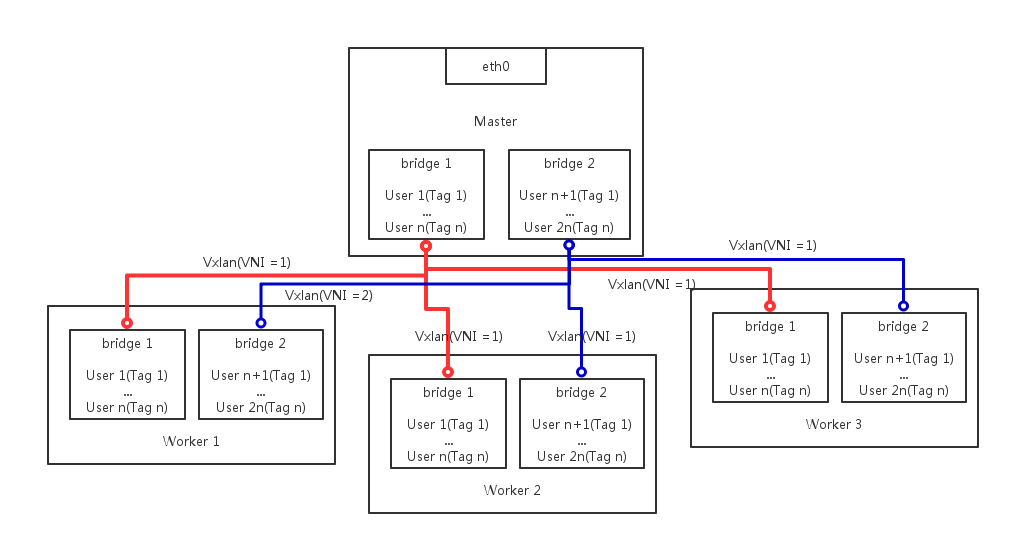 eth0
Master
bridge 1
User 1(Tag 1)
...
User n(Tag n)
bridge 2
User n+1(Tag 1)
...
User 2n(Tag n)
Vxlan(VNI =1)
Vxlan(VNI =1)
Vxlan(VNI =2)
Vxlan(VNI =1)
Vxlan(VNI =1)
Vxlan(VNI =1)
bridge 1
User 1(Tag 1)
...
User n(Tag n)
bridge 2
User n+1(Tag 1)
...
User 2n(Tag n)
Worker 1
bridge 1
User 1(Tag 1)
...
User n(Tag n)
bridge 2
User n+1(Tag 1)
...
User 2n(Tag n)
Worker 2
bridge 1
User 1(Tag 1)
...
User n(Tag n)
bridge 2
User n+1(Tag 1)
...
User 2n(Tag n)
Worker 3